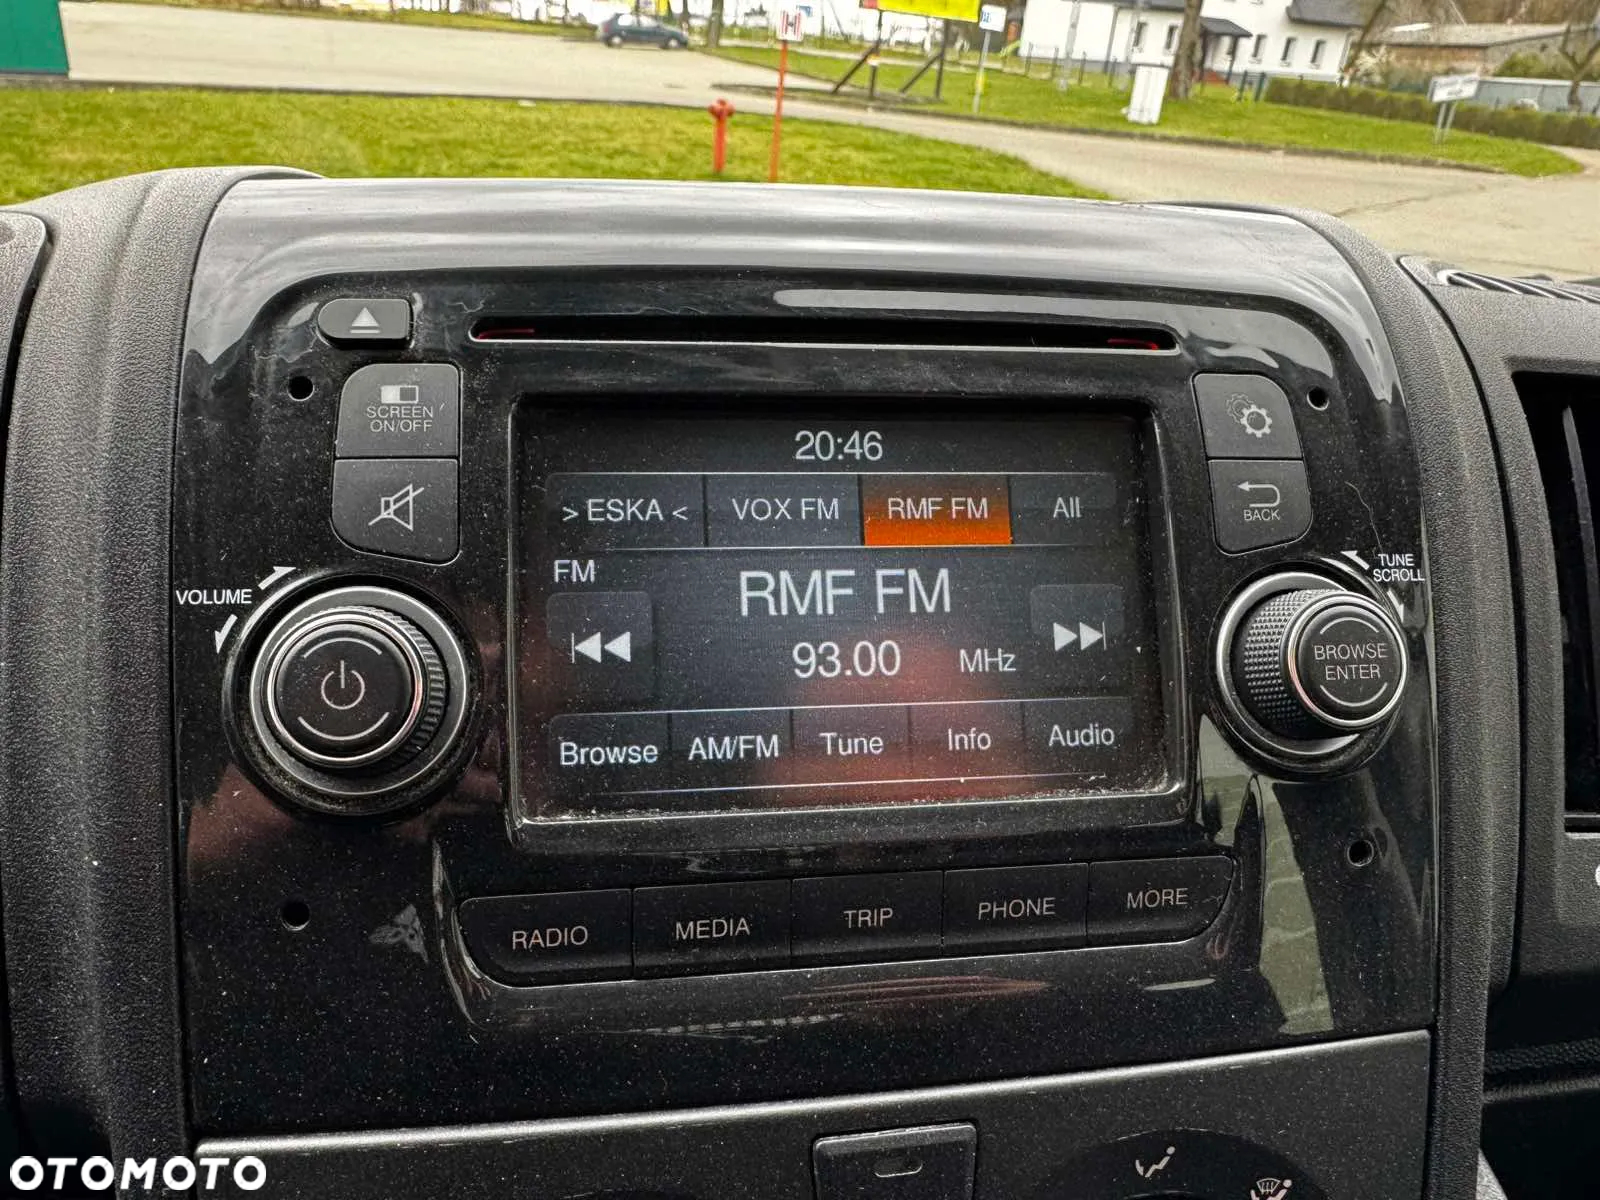 SCREEN
ON/OFF
20:46
> ESKA <
VOX FM
RMF FM
All
BACK
FM
RMF FM
93.00 MHz
VOLUME
TUNE
SCROLL
BROWSE
ENTER
Browse
AM/FM
Tune
Info
Audio
RADIO
MEDIA
TRIP
PHONE
MORE
OTOMOTO